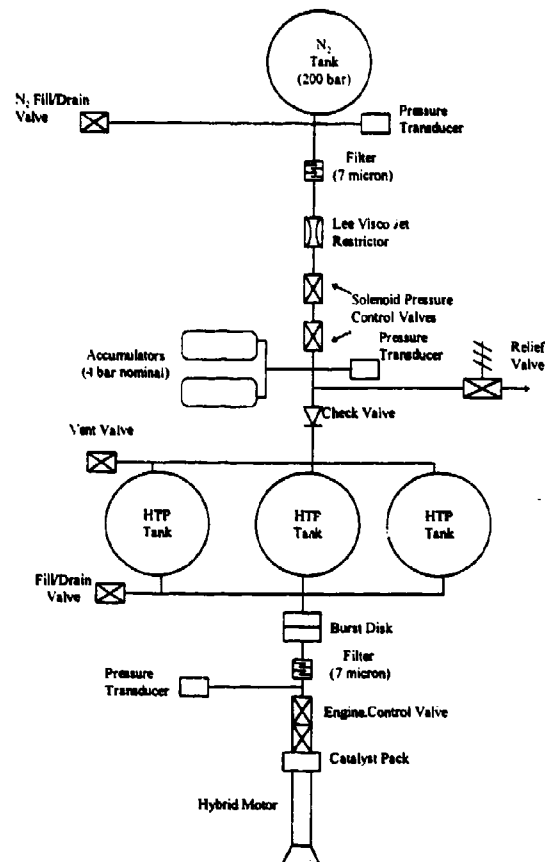 N₂
Tank
(200 bar)
N₂ Fill/Drain
Valve
Pressure
Transducer
Filter
(7 micron)
Lee Visco Jet
Restrictor
Solenoid Pressure
Control Valves
Pressure
Transducer
Relief
Valve
Accumulators
(4 bar nominal)
Check Valve
Vent Valve
HTP
Tank
HTP
Tank
HTP
Tank
Fill/Drain
Valve
Burst Disk
Filter
(7 micron)
Pressure
Transducer
Engine Control Valve
Catalyst Pack
Hybrid Motor